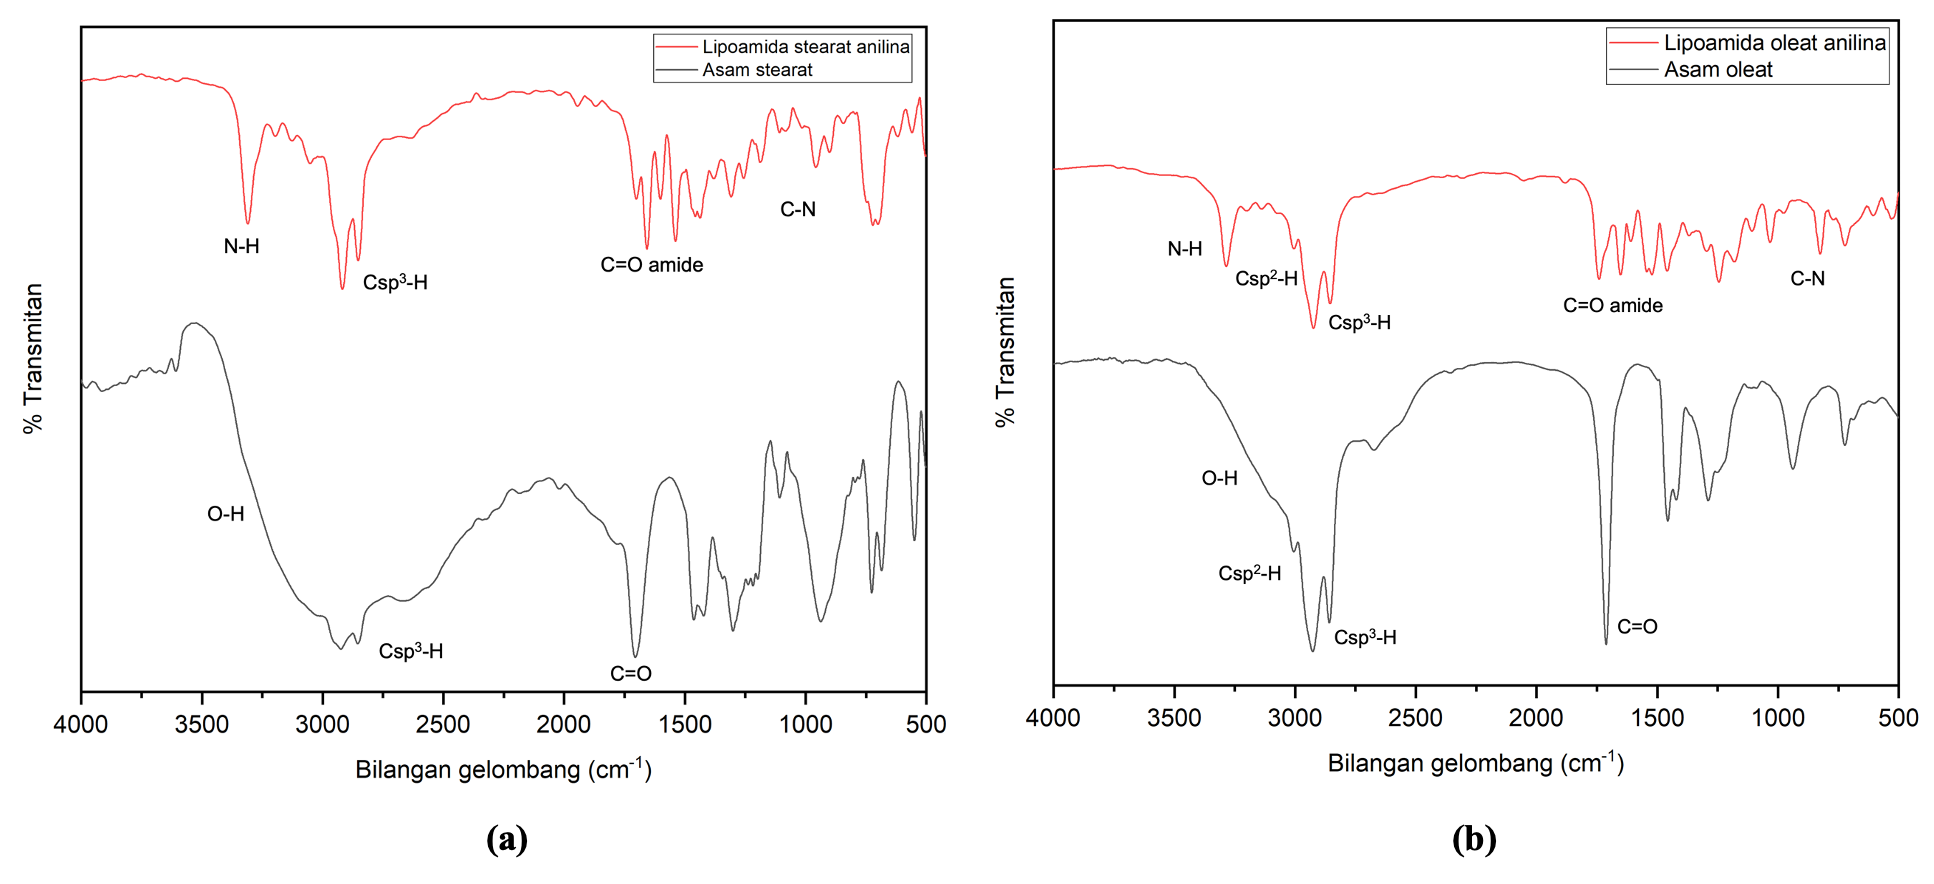 Lipoamida stearat anilina
Asam stearat
N-H
Csp³-H
C=O amide
C-N
O-H
Csp³-H
C=O
% Transmitan
4000 3500 3000 2500 2000 1500 1000 500
Bilangan gelombang (cm⁻¹)
(a)
Lipoamida oleat anilina
Asam oleat
N-H
Csp²-H
Csp³-H
C=O amide
C-N
O-H
Csp²-H
Csp³-H
C=O
% Transmitan
4000 3500 3000 2500 2000 1500 1000 500
Bilangan gelombang (cm⁻¹)
(b)